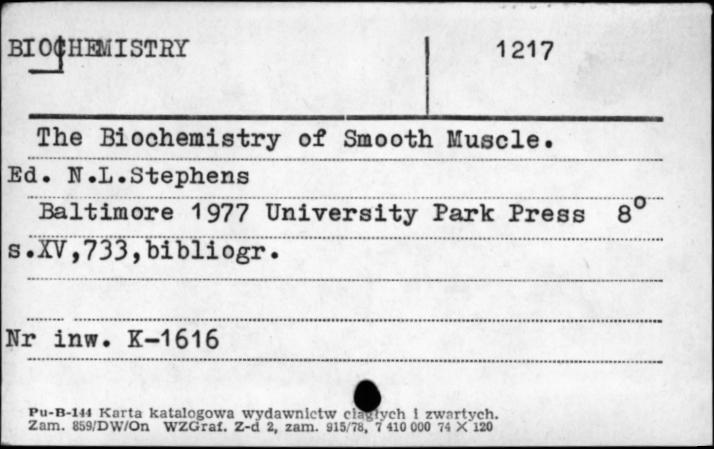 BIOCHEMISTRY 1217
The Biochemistry of Smooth Muscle.
Ed. N.L.Stephens
Baltimore 1977 University Park Press 8°
s.XV,733,bibliogr.
Nr inw. K-1616
Pu-B-144 Karta katalogowa wydawnictw ciągłych i zwartych.
Zam. 859/DW/On WZGraf. Z-d 2, zam. 915/78, 7 410 000 74 X 120